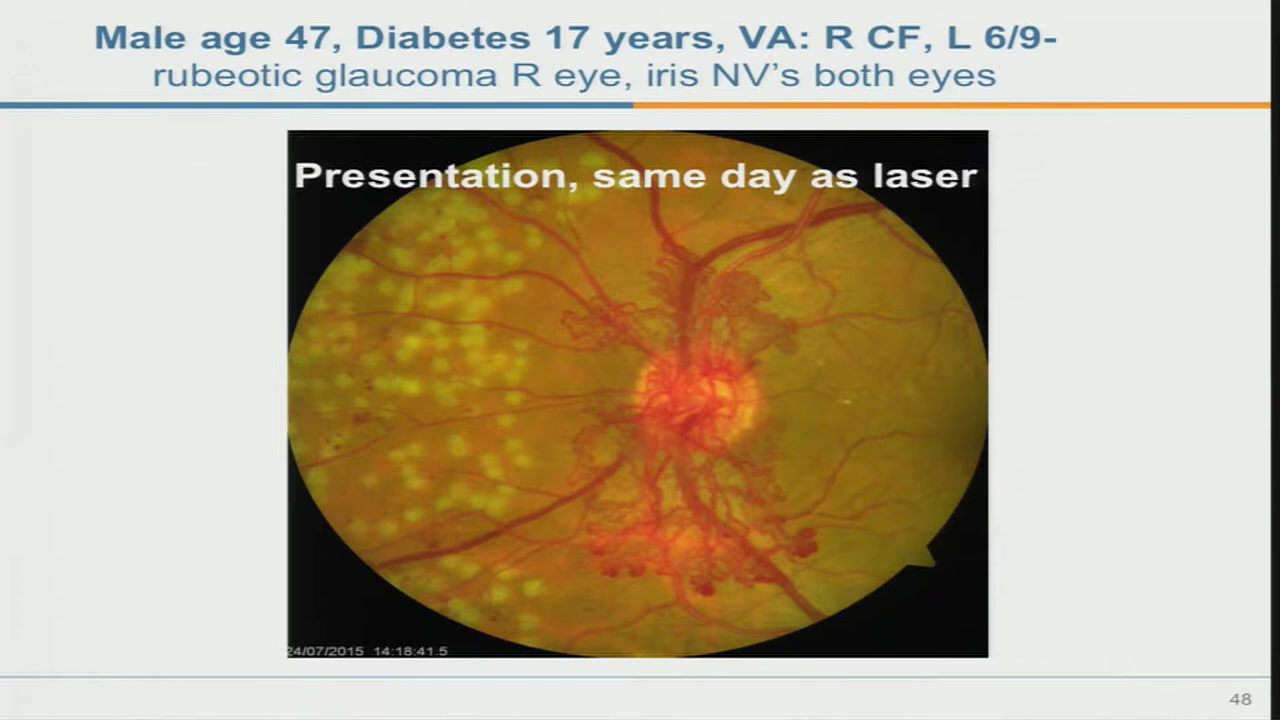 Male age 47, Diabetes 17 years, VA: R CF, L 6/9-
rubeotic glaucoma R eye, iris NV's both eyes
Presentation, same day as laser
24/07/2015 14:18:41.5
48